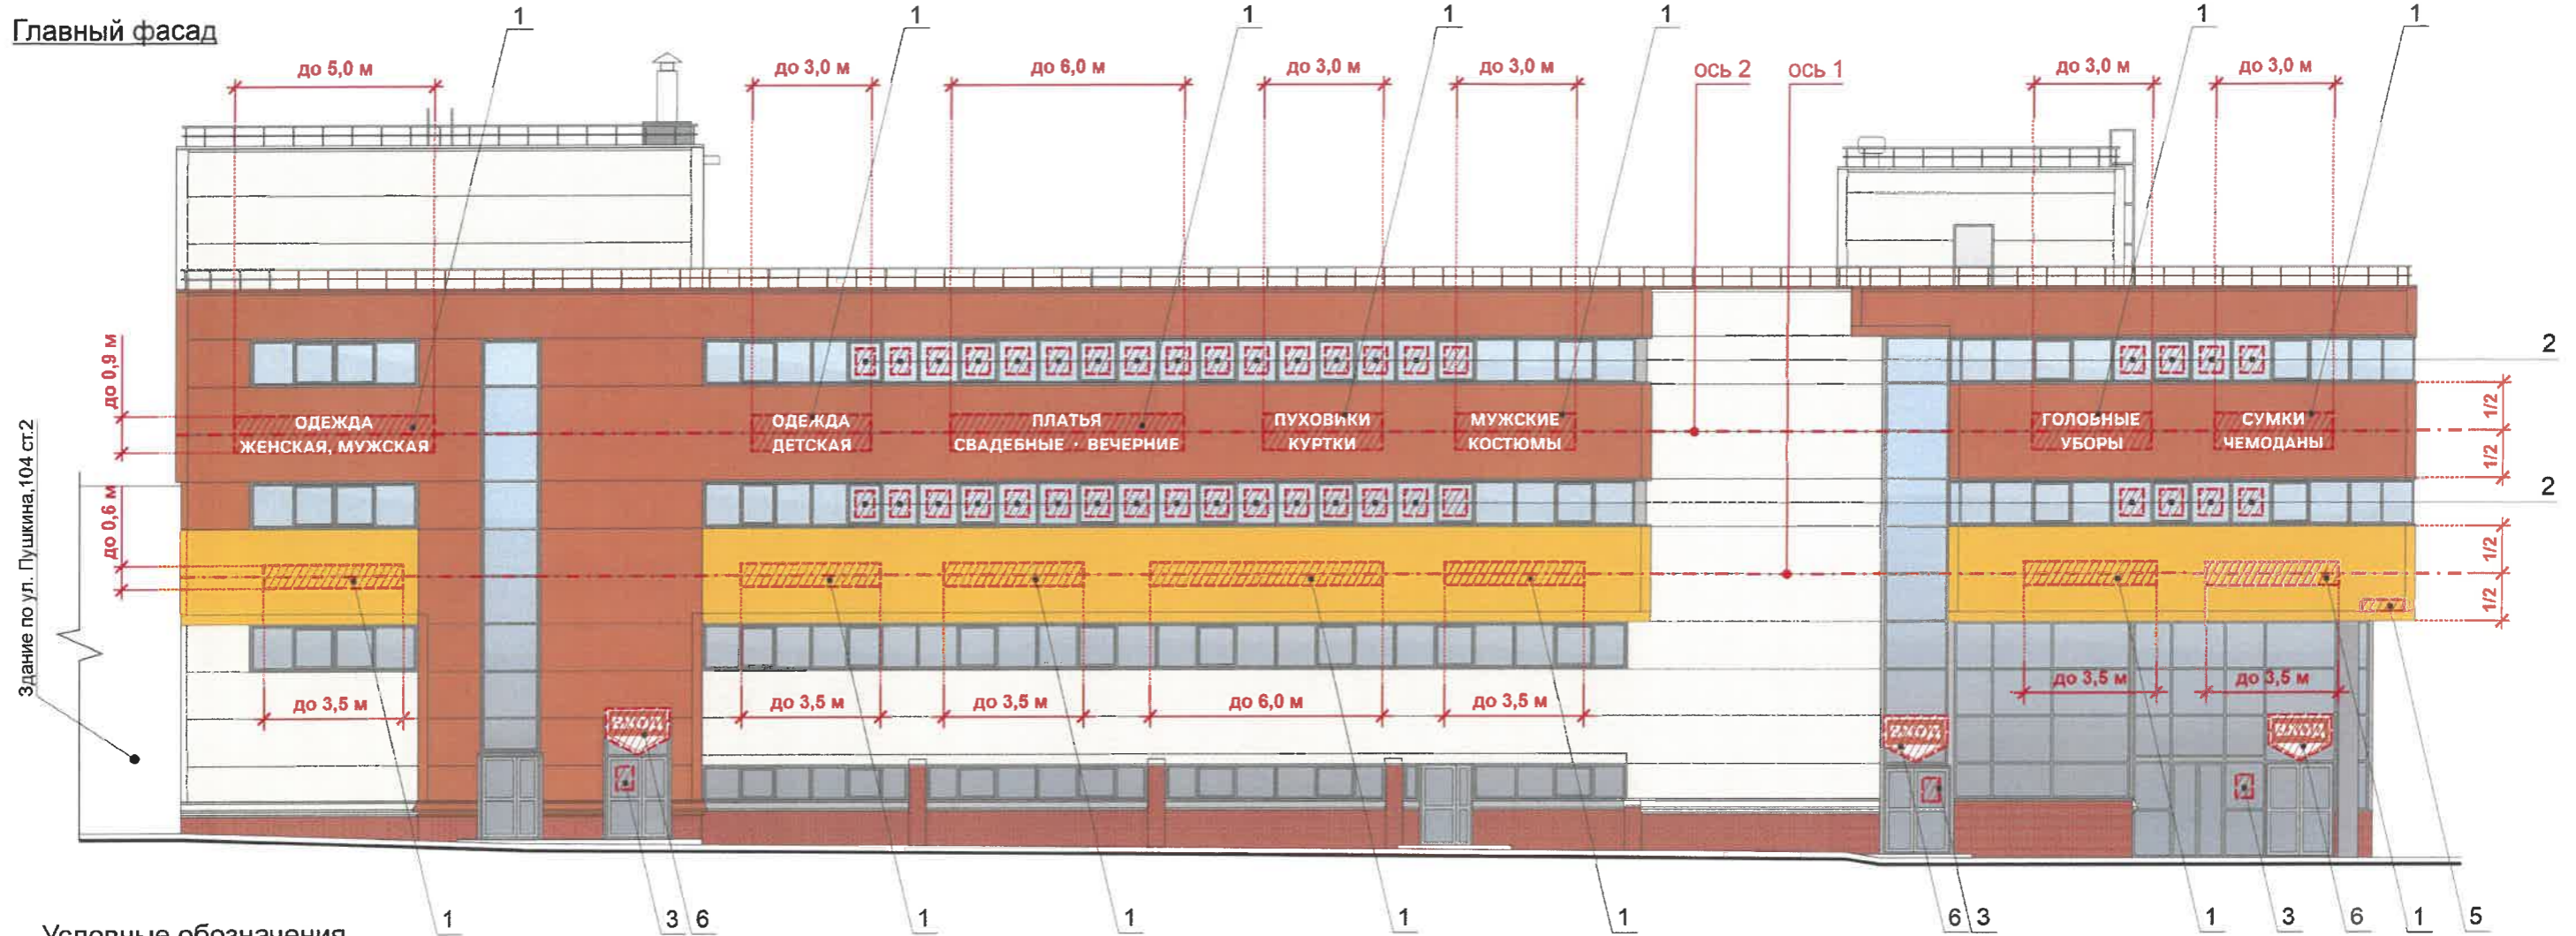 Главный фасад
1
1
1
1
1
1
1
до 5,0 м
до 3,0 м
до 6,0 м
до 3,0 м
до 3,0 м
ось 2
ось 1
до 3,0 м
до 3,0 м
2
до 0,9 м
ОДЕЖДА
ЖЕНСКАЯ, МУЖСКАЯ
ОДЕЖДА
ДЕТСКАЯ
ПЛАТЬЯ
СВАДЕБНЫЕ · ВЕЧЕРНИЕ
ПУХОВИКИ
КУРТКИ
МУЖСКИЕ
КОСТЮМЫ
ГОЛОВНЫЕ
УБОРЫ
СУМКИ
ЧЕМОДАНЫ
1/2
1/2
2
Здание по ул. Пушкина,104 ст.2
до 0,6 м
1/2
1/2
до 3,5 м
до 3,5 м
до 3,5 м
до 6,0 м
до 3,5 м
до 3,5 м
до 3,5 м
ВХОД
ВХОД
ВХОД
1
3
6
1
1
1
1
6
3
1
3
6
1
5
Условные обозначения